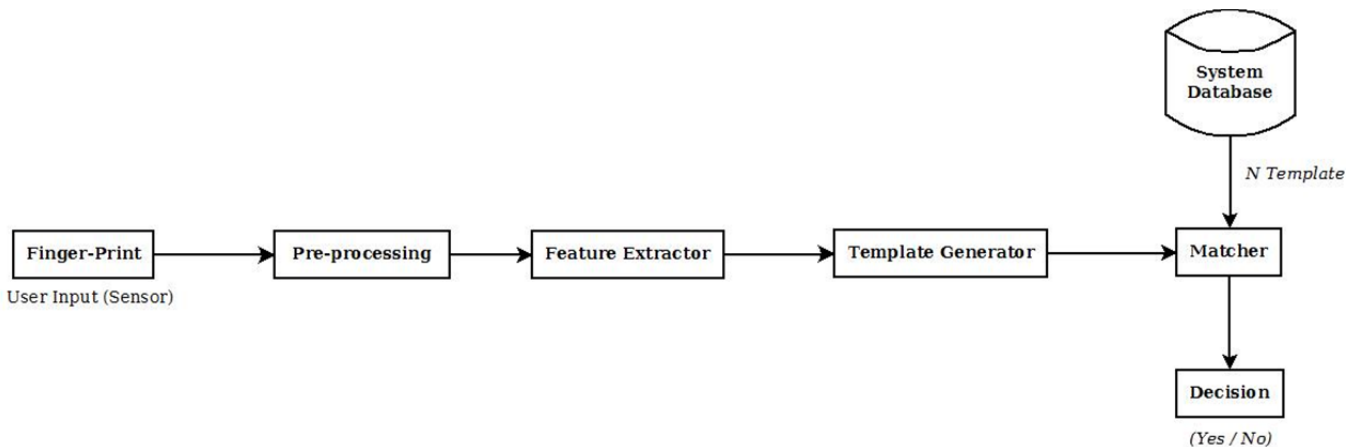 System
Database
N Template
Finger-Print
Pre-processing
Feature Extractor
Template Generator
Matcher
User Input (Sensor)
Decision
(Yes / No)